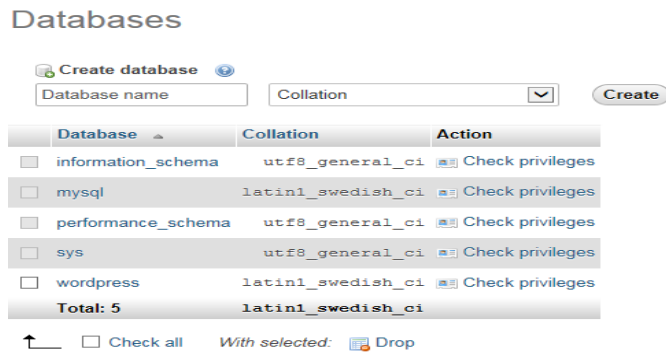 Databases
Create database
Database name Collation Create
Database Collation Action
information_schema utf8_general_ci Check privileges
mysql latin1_swedish_ci Check privileges
performance_schema utf8_general_ci Check privileges
sys utf8_general_ci Check privileges
wordpress latin1_swedish_ci Check privileges
Total: 5 latin1_swedish_ci
Check all With selected: Drop